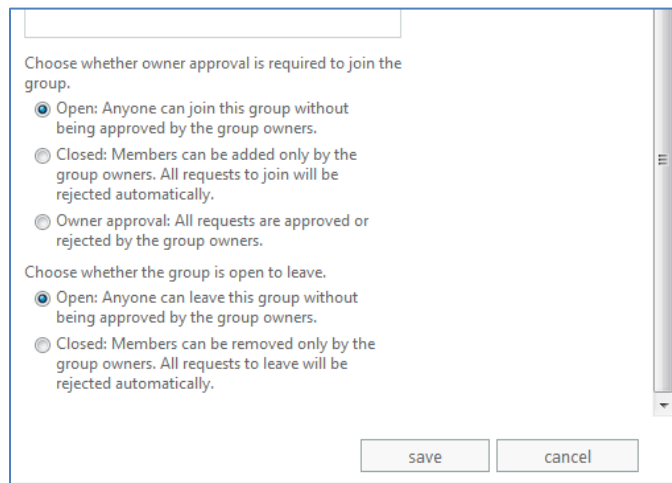 Choose whether owner approval is required to join the
group.
Open: Anyone can join this group without
being approved by the group owners.
Closed: Members can be added only by the
group owners. All requests to join will be
rejected automatically.
Owner approval: All requests are approved or
rejected by the group owners.
Choose whether the group is open to leave.
Open: Anyone can leave this group without
being approved by the group owners.
Closed: Members can be removed only by the
group owners. All requests to leave will be
rejected automatically.
save cancel